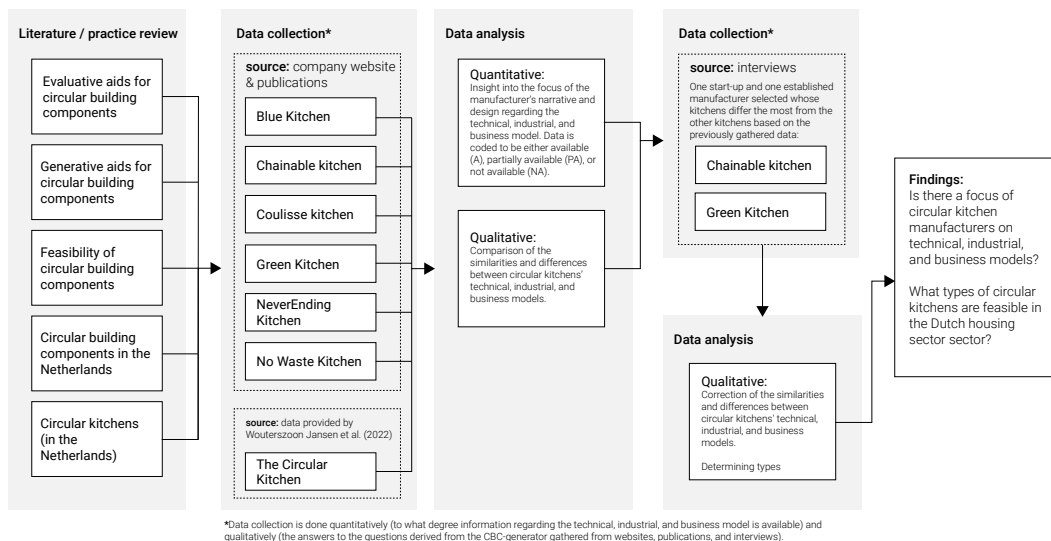 Literature / practice review
Evaluative aids for
circular building
components
Generative aids for
circular building
components
Feasibility of
circular building
components
Circular building
components in the
Netherlands
Circular kitchens
(in the
Netherlands)
Data collection*
source: company website
& publications
Blue Kitchen
Chainable kitchen
Coulisse kitchen
Green Kitchen
NeverEnding
Kitchen
No Waste Kitchen
source: data provided by
Wouterszoon Jansen et al. (2022)
The Circular
Kitchen
Data analysis
Quantitative:
Insight into the focus of the
manufacturer's narrative and
design regarding the
technical, industrial, and
business model. Data is
coded to be either available
(A), partially available (PA), or
not available (NA).
Qualitative:
Comparison of the
similarities and differences
between circular kitchens'
technical, industrial, and
business models.
Data collection*
source: interviews
One start-up and one established
manufacturer selected whose
kitchens differ the most from the
other kitchens based on the
previously gathered data:
Chainable kitchen
Green Kitchen
Data analysis
Qualitative:
Correction of the similarities
and differences between
circular kitchens' technical,
industrial, and business
models.
Determining types
Findings:
Is there a focus of
circular kitchen
manufacturers on
technical, industrial,
and business models?
What types of circular
kitchens are feasible in
the Dutch housing
sector sector?
*Data collection is done quantitatively (to what degree information regarding the technical, industrial, and business model is available) and
qualitatively (the answers to the questions derived from the CBC-generator gathered from websites, publications, and interviews).